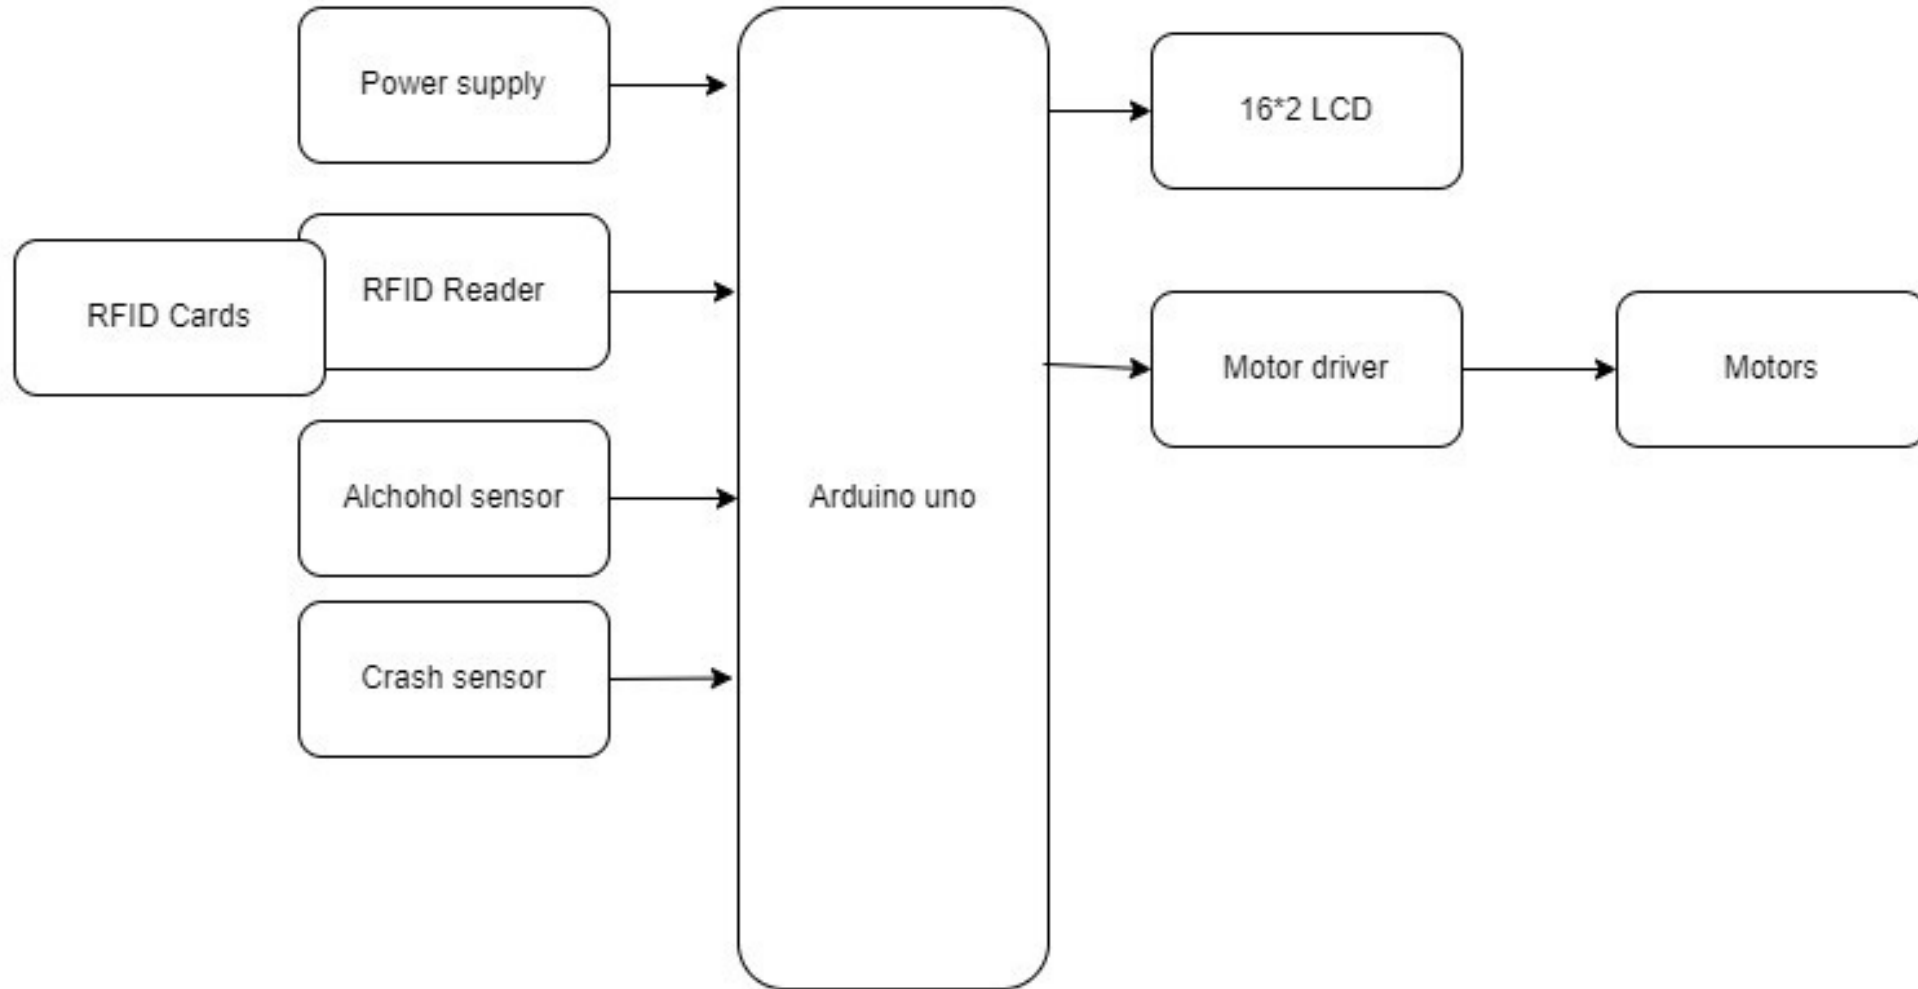 Power supply
16*2 LCD
RFID Cards
RFID Reader
Motor driver
Motors
Alchohol sensor
Arduino uno
Crash sensor